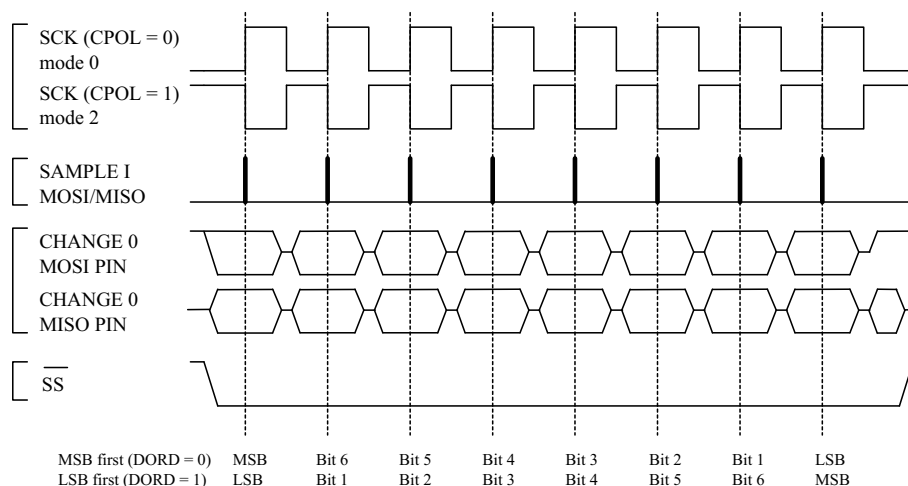 SCK (CPOL = 0)
mode 0
SCK (CPOL = 1)
mode 2
SAMPLE I
MOSI/MISO
CHANGE 0
MOSI PIN
CHANGE 0
MISO PIN
SS
MSB first (DORD = 0) MSB Bit 6 Bit 5 Bit 4 Bit 3 Bit 2 Bit 1 LSB
LSB first (DORD = 1) LSB Bit 1 Bit 2 Bit 3 Bit 4 Bit 5 Bit 6 MSB